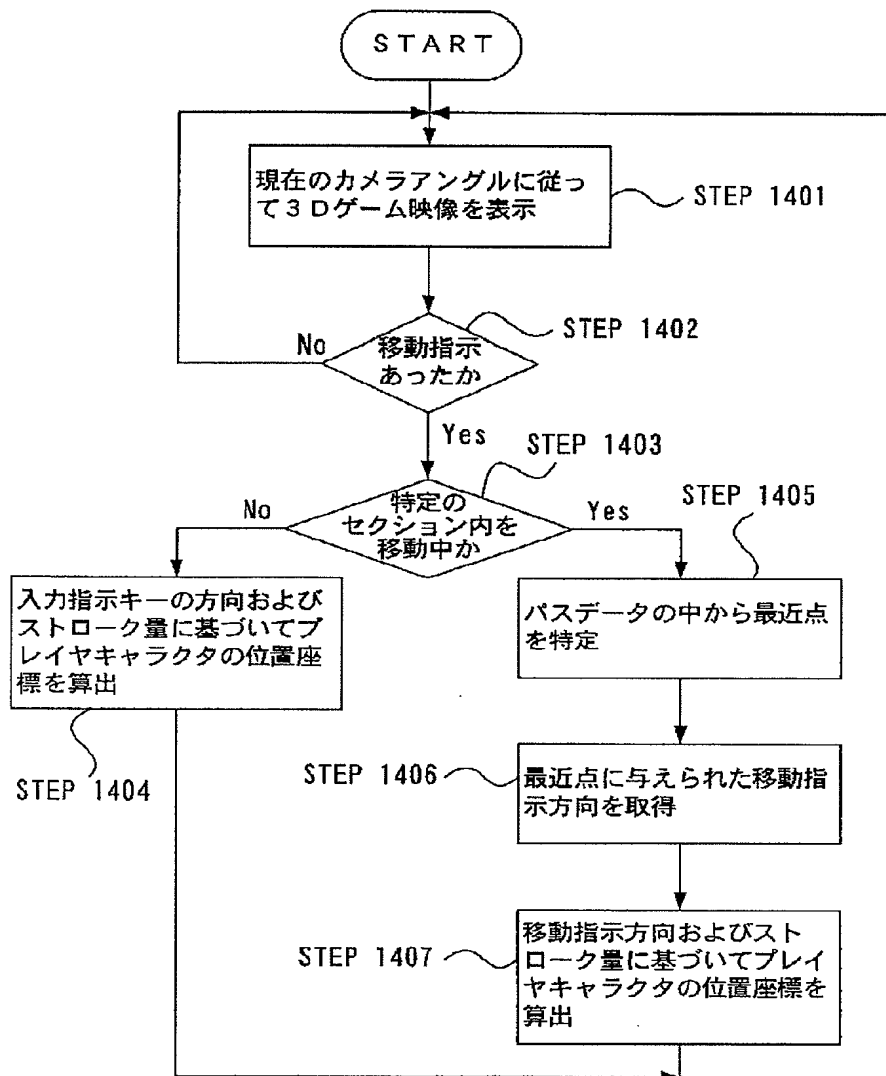 START
現在のカメラアングルに従っ
て3Dゲーム映像を表示
STEP 1401
STEP 1402
No
移動指示
あったか
Yes
STEP 1403
特定の
セクション内を
移動中か
No
Yes
STEP 1405
入力指示キーの方向および
ストローク量に基づいてプ
レイヤキャラクタの位置座
標を算出
STEP 1404
パスデータの中から最近点
を特定
STEP 1406
最近点に与えられた移動指
示方向を取得
STEP 1407
移動指示方向およびスト
ローク量に基づいてプレイ
ヤキャラクタの位置座標を
算出